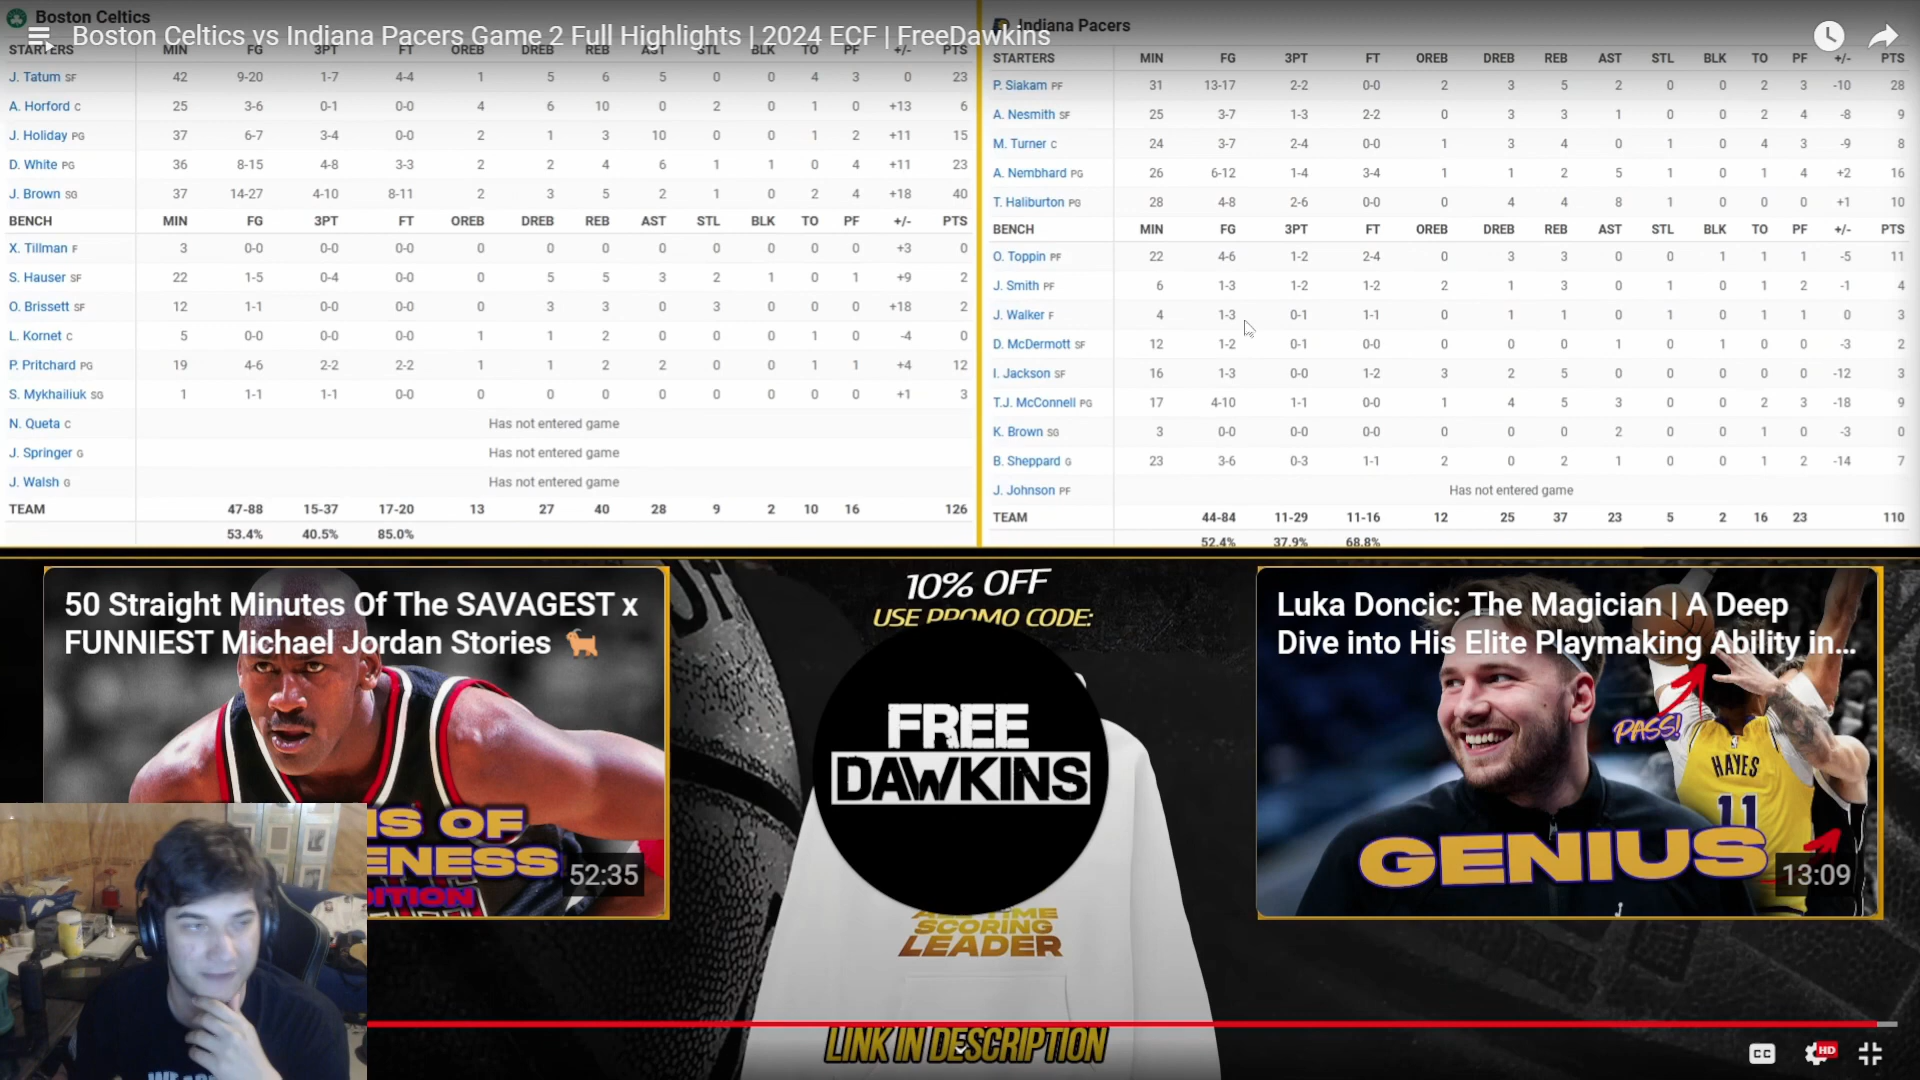 Boston Celtics
Boston Celtics vs Indiana Pacers Game 2 Full Highlights | 2024 ECF | FreeDawkins
STARTERS MIN FG 3PT FT OREB DREB REB AST STL BLK TO PF +/- PTS
J. Tatum SF 42 9-20 1-7 4-4 1 5 6 5 0 0 4 3 0 23
A. Horford C 25 3-6 0-1 0-0 4 6 10 0 2 0 1 0 +13 6
J. Holiday PG 37 6-7 3-4 0-0 2 1 3 10 0 0 1 2 +11 15
D. White PG 36 8-15 4-8 3-3 2 2 4 6 1 1 0 4 +11 23
J. Brown SG 37 14-27 4-10 8-11 2 3 5 2 1 0 2 4 +18 40
BENCH MIN FG 3PT FT OREB DREB REB AST STL BLK TO PF +/- PTS
X. Tillman F 3 0-0 0-0 0-0 0 0 0 0 0 0 0 0 +3 0
S. Hauser SF 22 1-5 0-4 0-0 0 5 5 3 2 1 0 1 +9 2
O. Brissett SF 12 1-1 0-0 0-0 0 3 3 0 3 0 0 0 +18 2
L. Kornet C 5 0-0 0-0 0-0 1 1 2 0 0 0 1 0 -4 0
P. Pritchard PG 19 4-6 2-2 2-2 1 1 2 2 0 0 1 1 +4 12
S. Mykhailiuk SG 1 1-1 1-1 0-0 0 0 0 0 0 0 0 0 +1 3
N. Queta C Has not entered game
J. Springer G Has not entered game
J. Walsh G Has not entered game
TEAM 47-88 15-37 17-20 13 27 40 28 9 2 10 16 126
53.4% 40.5% 85.0%
Indiana Pacers
STARTERS MIN FG 3PT FT OREB DREB REB AST STL BLK TO PF +/- PTS
P. Siakam PF 31 13-17 2-2 0-0 2 3 5 2 0 0 2 3 -10 28
A. Nesmith SF 25 3-7 1-3 2-2 0 3 3 1 0 0 2 4 -8 9
M. Turner C 24 3-7 2-4 0-0 1 3 4 0 1 0 4 3 -9 8
A. Nembhard PG 26 6-12 1-4 3-4 1 1 2 5 1 0 1 4 +2 16
T. Haliburton PG 28 4-8 2-6 0-0 0 4 4 8 1 0 0 0 +1 10
BENCH MIN FG 3PT FT OREB DREB REB AST STL BLK TO PF +/- PTS
O. Toppin PF 22 4-6 1-2 2-4 0 3 3 0 0 1 1 1 -5 11
J. Smith PF 6 1-3 1-2 1-2 2 1 3 0 1 0 1 2 -1 4
J. Walker F 4 1-3 0-1 1-1 0 1 1 0 1 0 1 1 0 3
D. McDermott SF 12 1-2 0-1 0-0 0 0 0 1 0 1 0 0 -3 2
I. Jackson SF 16 1-3 0-0 1-2 3 2 5 0 0 0 0 0 -12 3
T.J. McConnell PG 17 4-10 1-1 0-0 1 4 5 3 0 0 2 3 -18 9
K. Brown SG 3 0-0 0-0 0-0 0 0 0 2 0 0 1 0 -3 0
B. Sheppard G 23 3-6 0-3 1-1 2 0 2 1 0 0 1 2 -14 7
J. Johnson PF Has not entered game
TEAM 44-84 11-29 11-16 12 25 37 23 5 2 16 23 110
52.4% 37.9% 68.8%
50 Straight Minutes Of The SAVAGEST x
FUNNIEST Michael Jordan Stories 🐐
IS OF
ENESS
ITION
52:35
10% OFF
USE PROMO CODE:
FREE
DAWKINS
ALL TIME
SCORING
LEADER
LINK IN DESCRIPTION
Luka Doncic: The Magician | A Deep
Dive into His Elite Playmaking Ability in...
PASS!
HAYES
11
GENIUS
13:09
CC
HD